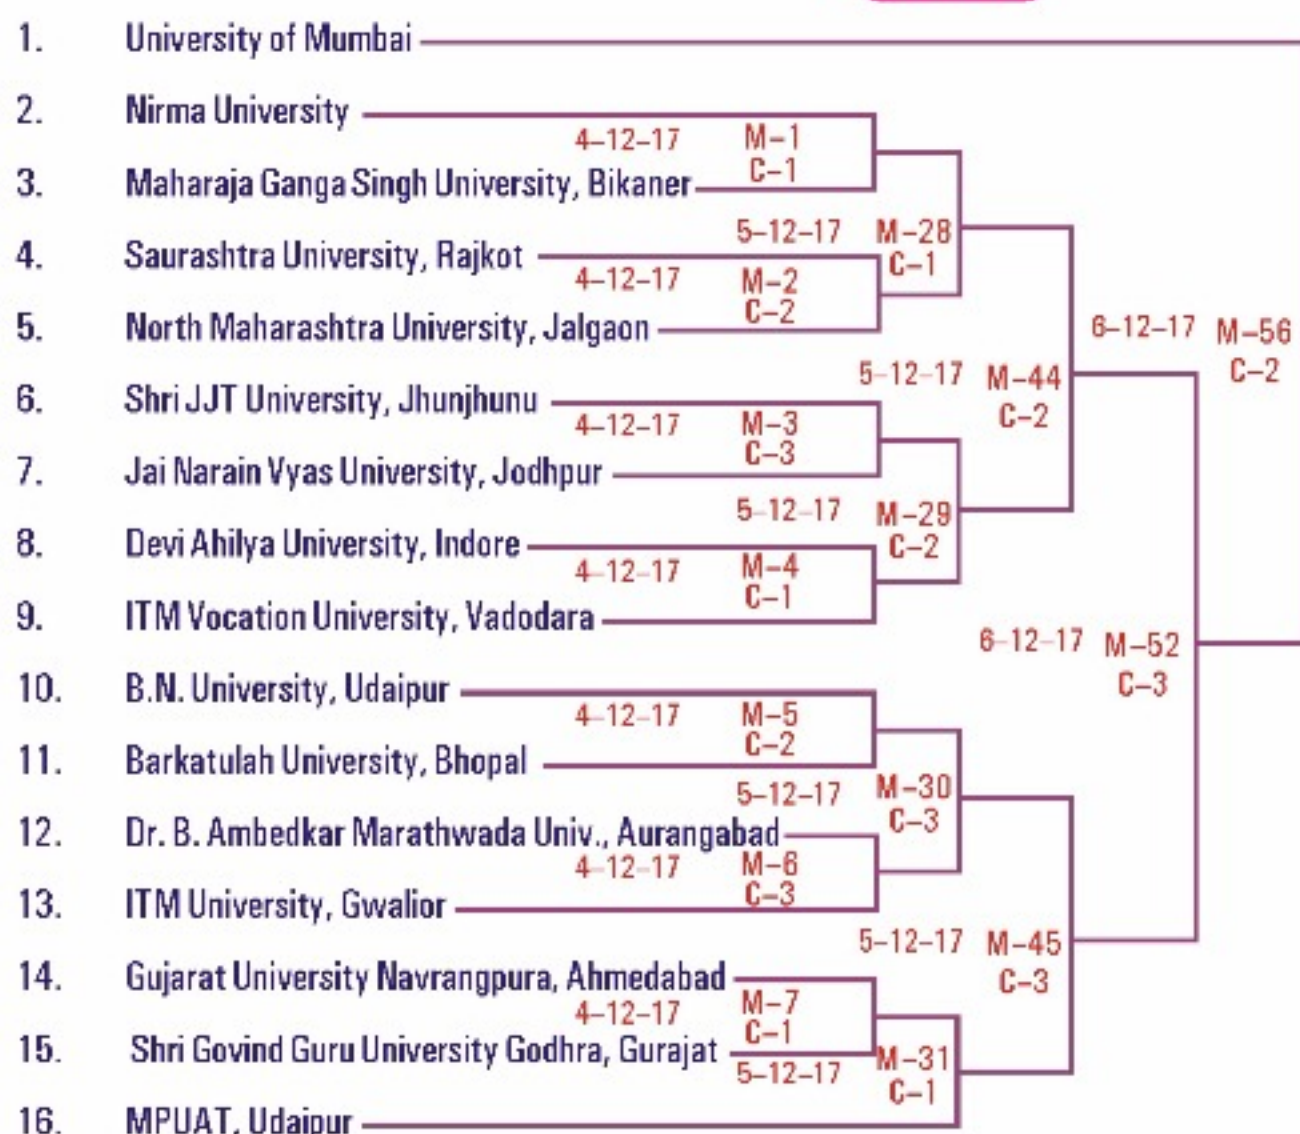 1. University of Mumbai
2. Nirma University
4–12–17 M–1
C–1
3. Maharaja Ganga Singh University, Bikaner
5–12–17 M–28
C–1
4. Saurashtra University, Rajkot
4–12–17 M–2
C–2
5. North Maharashtra University, Jalgaon
6–12–17 M–56
C–2
5–12–17 M–44
C–2
6. Shri JJT University, Jhunjhunu
4–12–17 M–3
C–3
7. Jai Narain Vyas University, Jodhpur
5–12–17 M–29
C–2
8. Devi Ahilya University, Indore
4–12–17 M–4
C–1
9. ITM Vocation University, Vadodara
6–12–17 M–52
C–3
10. B.N. University, Udaipur
4–12–17 M–5
C–2
11. Barkatulah University, Bhopal
5–12–17 M–30
C–3
12. Dr. B. Ambedkar Marathwada Univ., Aurangabad
4–12–17 M–6
C–3
13. ITM University, Gwalior
5–12–17 M–45
C–3
14. Gujarat University Navrangpura, Ahmedabad
4–12–17 M–7
C–1
15. Shri Govind Guru University Godhra, Gurajat
5–12–17 M–31
C–1
16. MPUAT, Udaipur